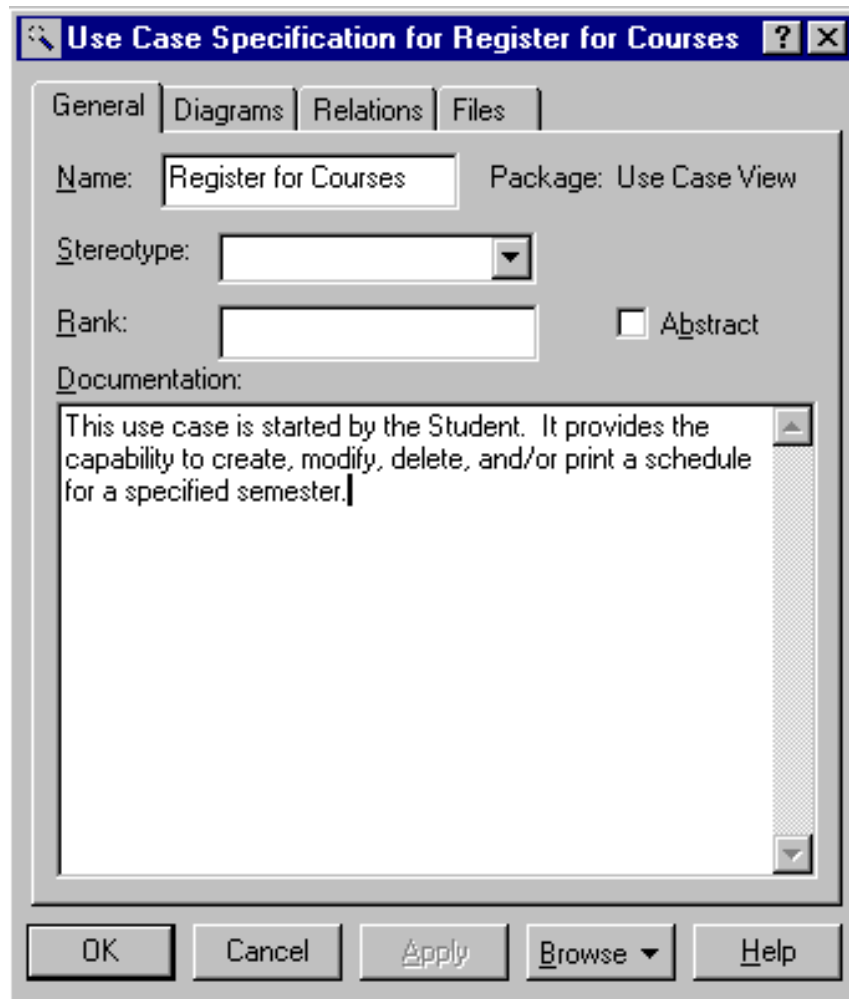 Use Case Specification for Register for Courses ?
General Diagrams Relations Files
Name: Register for Courses Package: Use Case View
Stereotype:
Rank: Abstract
Documentation:
This use case is started by the Student. It provides the
capability to create, modify, delete, and/or print a schedule
for a specified semester.
OK Cancel Apply Browse Help